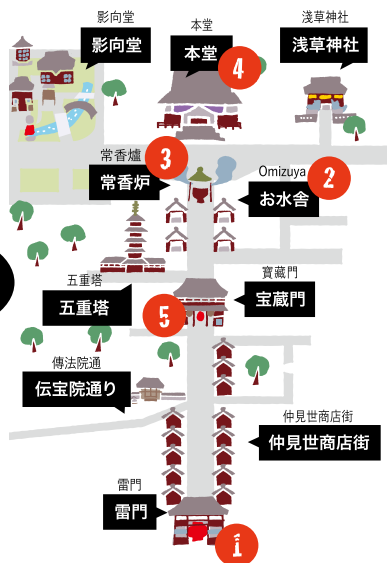 影向堂
影向堂
本堂
本堂
4
浅草神社
浅草神社
常香爐
常香炉
3
Omizuya
お水舎
2
五重塔
五重塔
寶藏門
宝蔵門
5
傳法院通
伝宝院通り
仲見世商店街
仲見世商店街
雷門
雷門
1